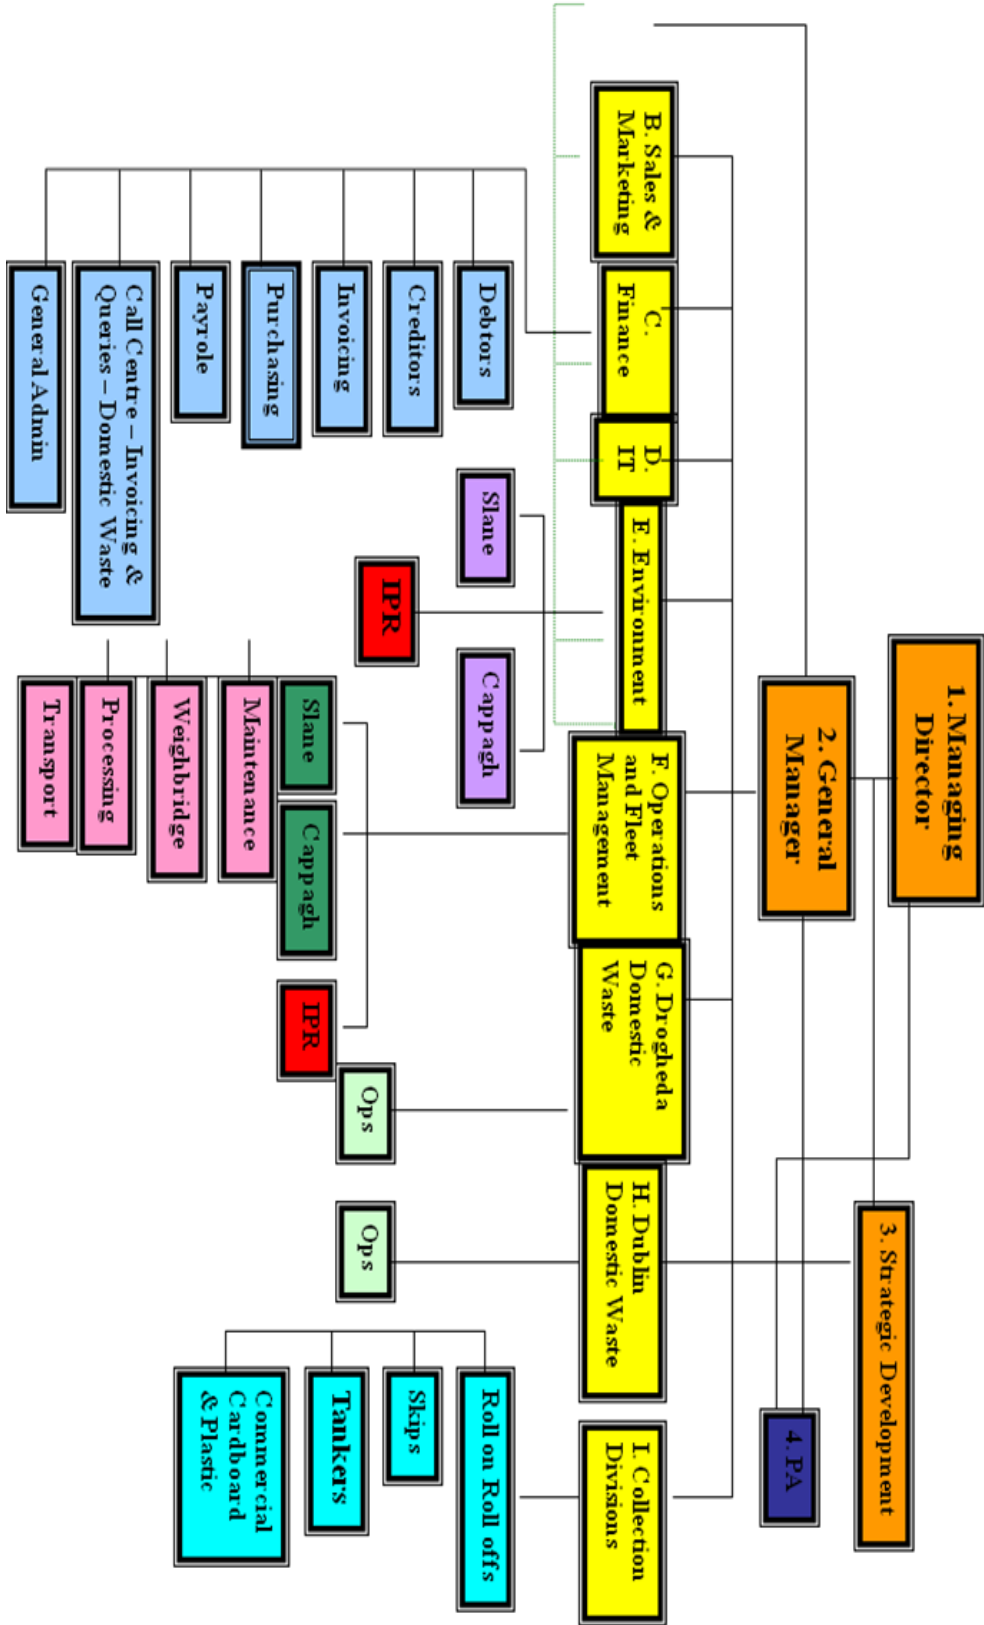 1. Managing
Director
2. General
Manager
3. Strategic Development
4. PA
B. Sales &
Marketing
C.
Finance
D.
IT
E. Environment
F. Operations
and Fleet
Management
G. Drogheda
Domestic
Waste
H. Dublin
Domestic Waste
I. Collection
Divisions
Debtors
Creditors
Invoicing
Purchasing
Payrole
Call Centre – Invoicing &
Queries – Domestic Waste
General Admin
Slane
Cappagh
IPR
Slane
Cappagh
IPR
Maintenance
Weighbridge
Processing
Transport
Ops
Ops
Roll on Roll offs
Skips
Tankers
Commercial
Cardboard
& Plastic